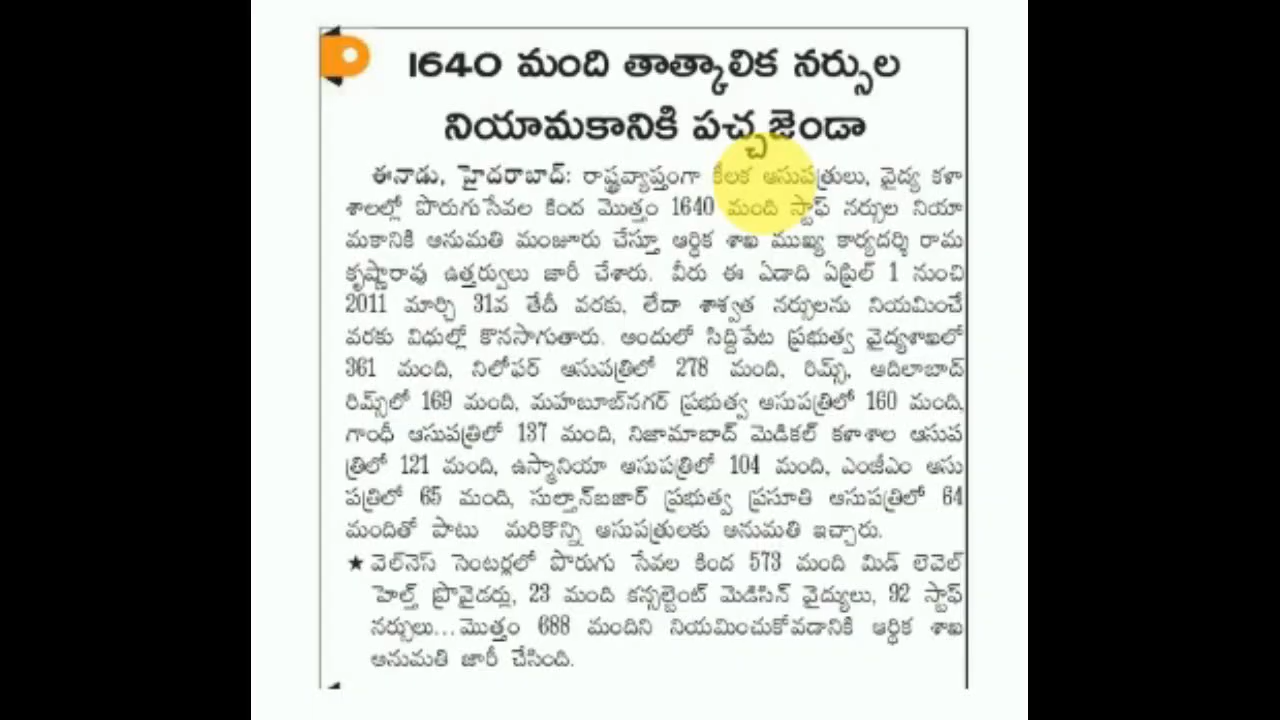 1640 మంది తాత్కాలిక నర్సుల
నియామకానికి పచ్చజెండా
ఈనాడు, హైదరాబాద్: రాష్ట్రవ్యాప్తంగా కీలక ఆసుపత్రులు, వైద్య కళా
శాలల్లో పొరుగుసేవల కింద మొత్తం 1640 మంది స్టాఫ్ నర్సుల నియా
మకానికి అనుమతి మంజూరు చేస్తూ ఆర్థిక శాఖ ముఖ్య కార్యదర్శి రామ
కృష్ణారావు ఉత్తర్వులు జారీ చేశారు. వీరు ఈ ఏడాది ఏప్రిల్ 1 నుంచి
2011 మార్చి 31వ తేదీ వరకు, లేదా శాశ్వత నర్సులను నియమించే
వరకు విధుల్లో కొనసాగుతారు. అందులో సిద్దిపేట ప్రభుత్వ వైద్యశాఖలో
361 మంది, నిలోఫర్ ఆసుపత్రిలో 278 మంది, రిమ్స్, ఆదిలాబాద్
రిమ్స్‌లో 169 మంది, మహబూబ్‌నగర్ ప్రభుత్వ ఆసుపత్రిలో 160 మంది,
గాంధీ ఆసుపత్రిలో 137 మంది, నిజామాబాద్ మెడికల్ కళాశాల ఆసుప
త్రిలో 121 మంది, ఉస్మానియా ఆసుపత్రిలో 104 మంది, ఎంజీఎం ఆసు
పత్రిలో 65 మంది, సుల్తాన్‌బజార్ ప్రభుత్వ ప్రసూతి ఆసుపత్రిలో 64
మందితో పాటు మరికొన్ని ఆసుపత్రులకు అనుమతి ఇచ్చారు.
★ వెల్‌నెస్ సెంటర్లలో పొరుగు సేవల కింద 573 మంది మిడ్ లెవెల్
హెల్త్ ప్రొవైడర్లు, 23 మంది కన్సల్టెంట్ మెడిసిన్ వైద్యులు, 92 స్టాఫ్
నర్సులు...మొత్తం 688 మందిని నియమించుకోవడానికి ఆర్థిక శాఖ
అనుమతి జారీ చేసింది.